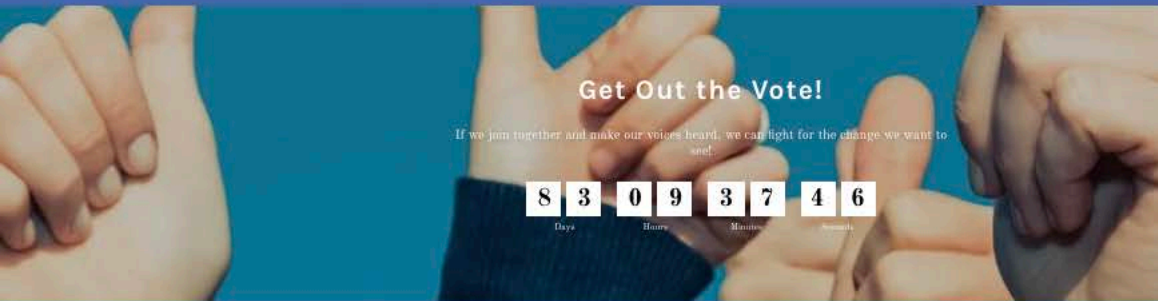 Get Out the Vote!
If we join together and make our voices heard, we can fight for the change we want to
see!
8 3 0 9 3 7 4 6
Days Hours Minutes Seconds